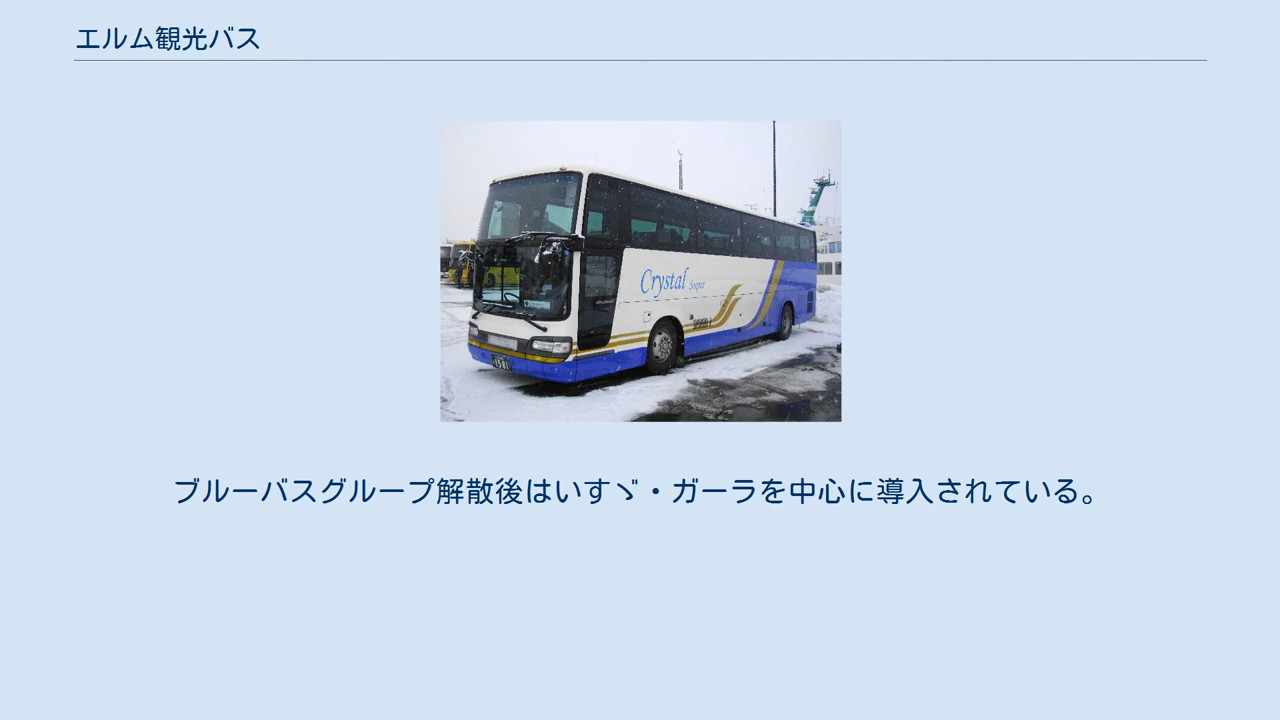 エルム観光バス
Crystal Super
ブルーバスグループ解散後はいすゞ・ガーラを中心に導入されている。